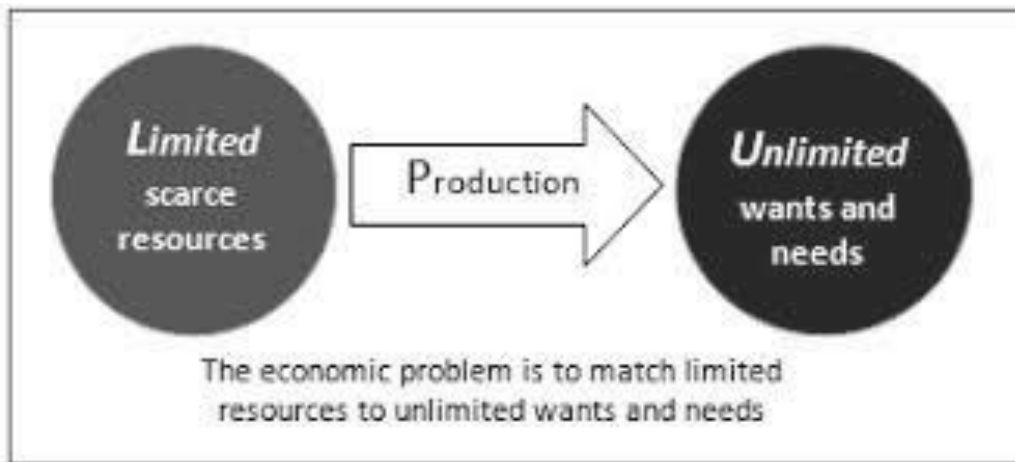 Limited
scarce
resources
Production
Unlimited
wants and
needs
The economic problem is to match limited
resources to unlimited wants and needs